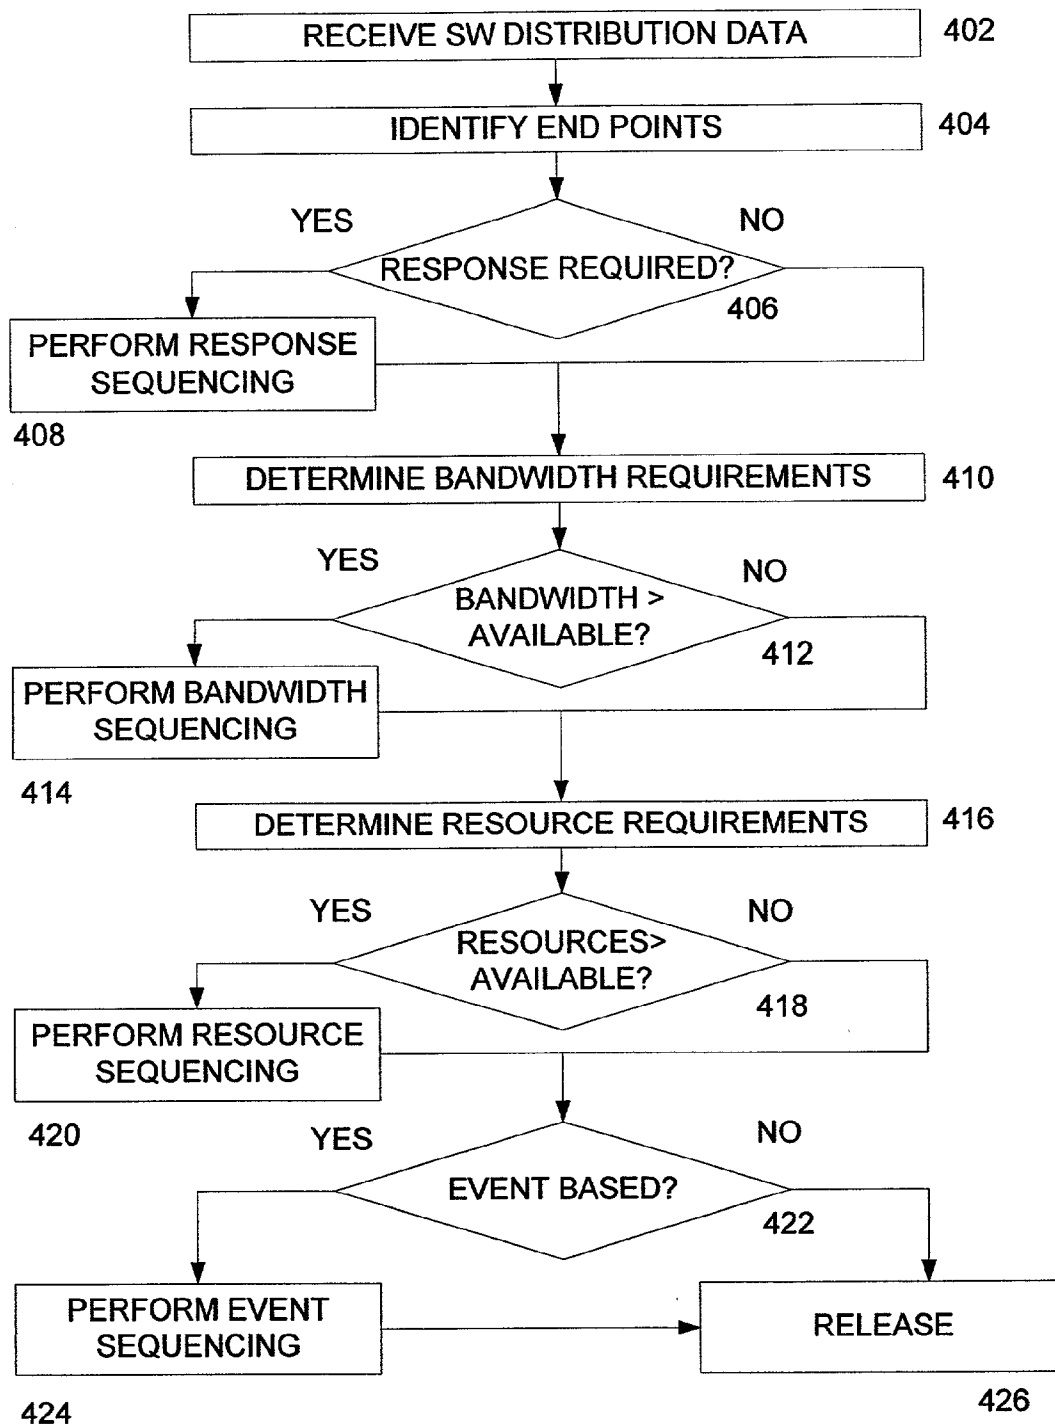 RECEIVE SW DISTRIBUTION DATA
402
IDENTIFY END POINTS
404
YES
NO
RESPONSE REQUIRED?
406
PERFORM RESPONSE
SEQUENCING
408
DETERMINE BANDWIDTH REQUIREMENTS
410
YES
NO
BANDWIDTH >
AVAILABLE?
412
PERFORM BANDWIDTH
SEQUENCING
414
DETERMINE RESOURCE REQUIREMENTS
416
YES
NO
RESOURCES>
AVAILABLE?
418
PERFORM RESOURCE
SEQUENCING
420
YES
NO
EVENT BASED?
422
PERFORM EVENT
SEQUENCING
424
RELEASE
426